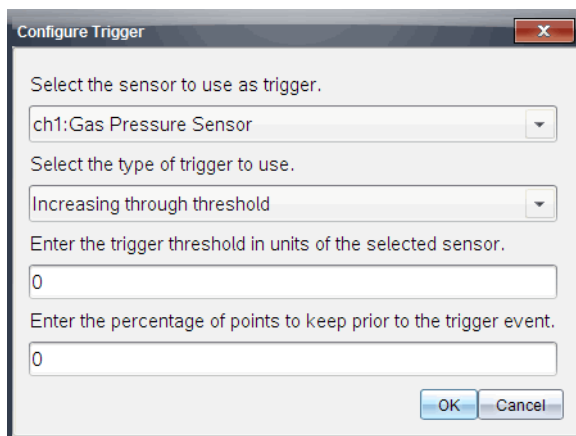 Configure Trigger
X
Select the sensor to use as trigger.
ch1:Gas Pressure Sensor
Select the type of trigger to use.
Increasing through threshold
Enter the trigger threshold in units of the selected sensor.
0
Enter the percentage of points to keep prior to the trigger event.
0
OK Cancel